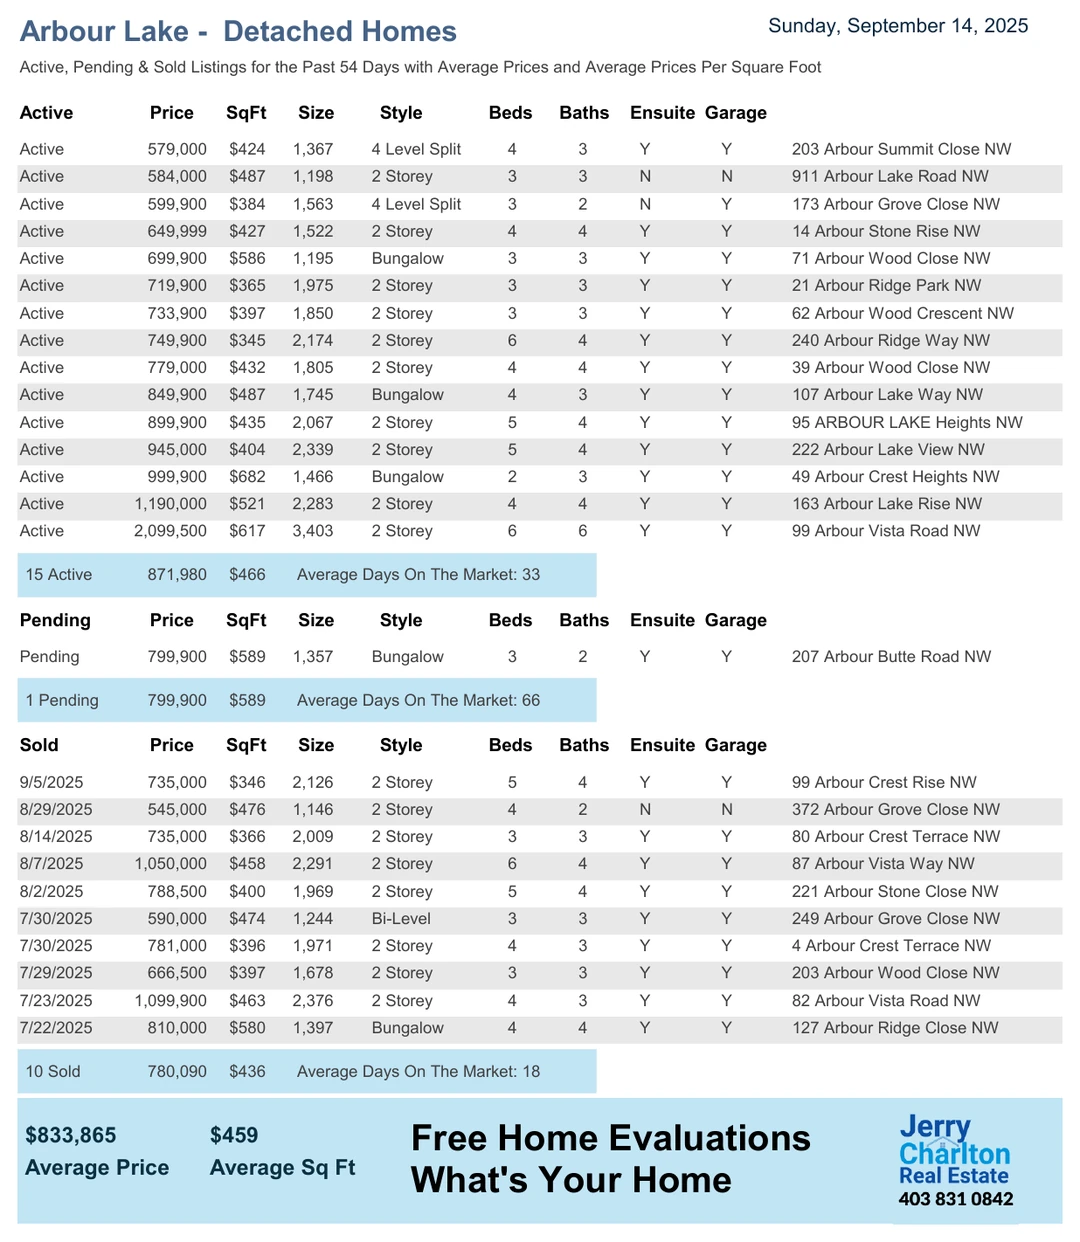 Arbour Lake - Detached Homes
Sunday, September 14, 2025
Active, Pending & Sold Listings for the Past 54 Days with Average Prices and Average Prices Per Square Foot
Active Price SqFt Size Style Beds Baths Ensuite Garage
Active 579,000 $424 1,367 4 Level Split 4 3 Y Y 203 Arbour Summit Close NW
Active 584,000 $487 1,198 2 Storey 3 3 N N 911 Arbour Lake Road NW
Active 599,900 $384 1,563 4 Level Split 3 2 N Y 173 Arbour Grove Close NW
Active 649,999 $427 1,522 2 Storey 4 4 Y Y 14 Arbour Stone Rise NW
Active 699,900 $586 1,195 Bungalow 3 3 Y Y 71 Arbour Wood Close NW
Active 719,900 $365 1,975 2 Storey 3 3 Y Y 21 Arbour Ridge Park NW
Active 733,900 $397 1,850 2 Storey 3 3 Y Y 62 Arbour Wood Crescent NW
Active 749,900 $345 2,174 2 Storey 6 4 Y Y 240 Arbour Ridge Way NW
Active 779,000 $432 1,805 2 Storey 4 4 Y Y 39 Arbour Wood Close NW
Active 849,900 $487 1,745 Bungalow 4 3 Y Y 107 Arbour Lake Way NW
Active 899,900 $435 2,067 2 Storey 5 4 Y Y 95 ARBOUR LAKE Heights NW
Active 945,000 $404 2,339 2 Storey 5 4 Y Y 222 Arbour Lake View NW
Active 999,900 $682 1,466 Bungalow 2 3 Y Y 49 Arbour Crest Heights NW
Active 1,190,000 $521 2,283 2 Storey 4 4 Y Y 163 Arbour Lake Rise NW
Active 2,099,500 $617 3,403 2 Storey 6 6 Y Y 99 Arbour Vista Road NW
15 Active 871,980 $466 Average Days On The Market: 33
Pending Price SqFt Size Style Beds Baths Ensuite Garage
Pending 799,900 $589 1,357 Bungalow 3 2 Y Y 207 Arbour Butte Road NW
1 Pending 799,900 $589 Average Days On The Market: 66
Sold Price SqFt Size Style Beds Baths Ensuite Garage
9/5/2025 735,000 $346 2,126 2 Storey 5 4 Y Y 99 Arbour Crest Rise NW
8/29/2025 545,000 $476 1,146 2 Storey 4 2 N N 372 Arbour Grove Close NW
8/14/2025 735,000 $366 2,009 2 Storey 3 3 Y Y 80 Arbour Crest Terrace NW
8/7/2025 1,050,000 $458 2,291 2 Storey 6 4 Y Y 87 Arbour Vista Way NW
8/2/2025 788,500 $400 1,969 2 Storey 5 4 Y Y 221 Arbour Stone Close NW
7/30/2025 590,000 $474 1,244 Bi-Level 3 3 Y Y 249 Arbour Grove Close NW
7/30/2025 781,000 $396 1,971 2 Storey 4 3 Y Y 4 Arbour Crest Terrace NW
7/29/2025 666,500 $397 1,678 2 Storey 3 3 Y Y 203 Arbour Wood Close NW
7/23/2025 1,099,900 $463 2,376 2 Storey 4 3 Y Y 82 Arbour Vista Road NW
7/22/2025 810,000 $580 1,397 Bungalow 4 4 Y Y 127 Arbour Ridge Close NW
10 Sold 780,090 $436 Average Days On The Market: 18
$833,865 $459
Average Price Average Sq Ft
Free Home Evaluations
What's Your Home
Jerry
Charlton
Real Estate
403 831 0842